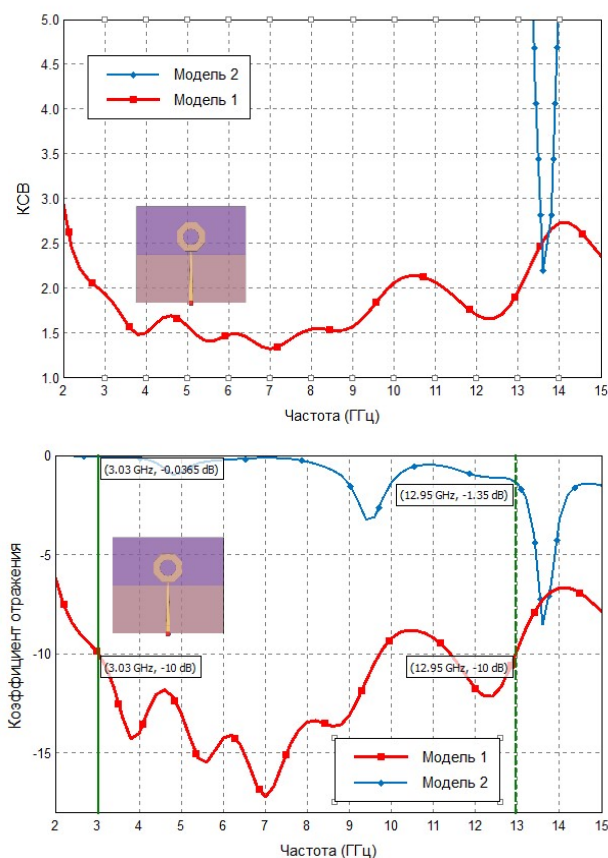 5.0
4.5
4.0
3.5
3.0
2.5
2.0
1.5
1.0
КСВ
Модель 2
Модель 1
2 3 4 5 6 7 8 9 10 11 12 13 14 15
Частота (ГГц)
0
-5
-10
-15
Коэффициент отражения
(3.03 GHz, -0.0365 dB)
(12.95 GHz, -1.35 dB)
(3.03 GHz, -10 dB)
(12.95 GHz, -10 dB)
Модель 1
Модель 2
2 3 4 5 6 7 8 9 10 11 12 13 14 15
Частота (ГГц)